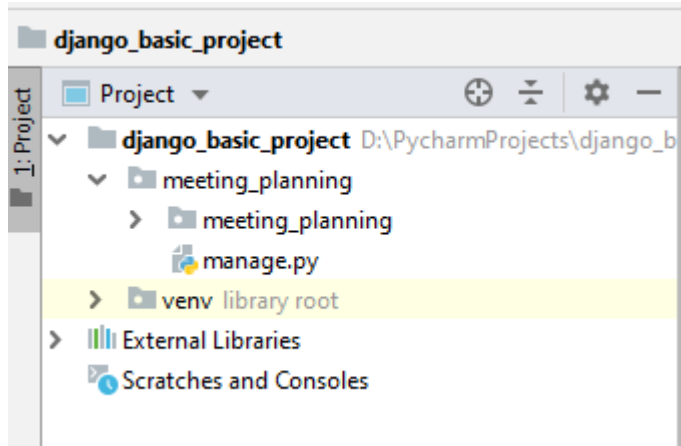 django_basic_project
1: Project
Project
django_basic_project D:\PycharmProjects\django_b
meeting_planning
meeting_planning
manage.py
venv library root
External Libraries
Scratches and Consoles